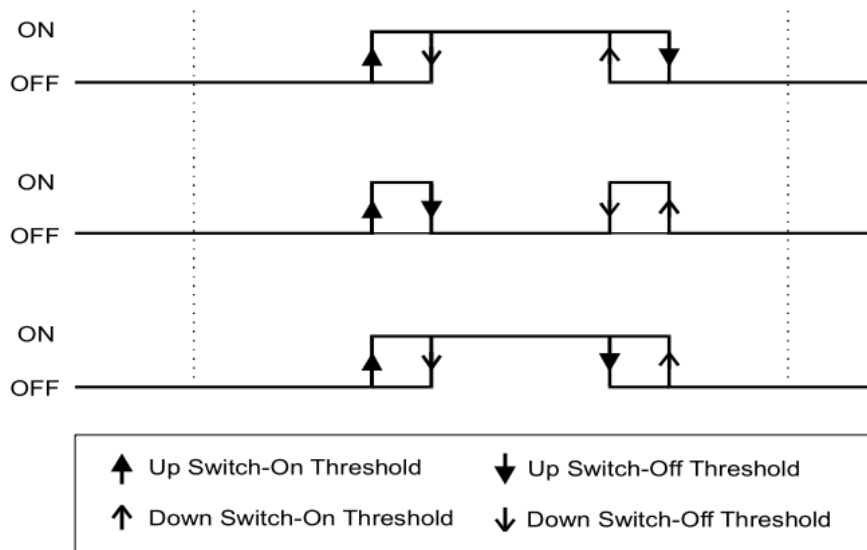 ON
OFF
ON
OFF
ON
OFF
Up Switch-On Threshold
Up Switch-Off Threshold
Down Switch-On Threshold
Down Switch-Off Threshold